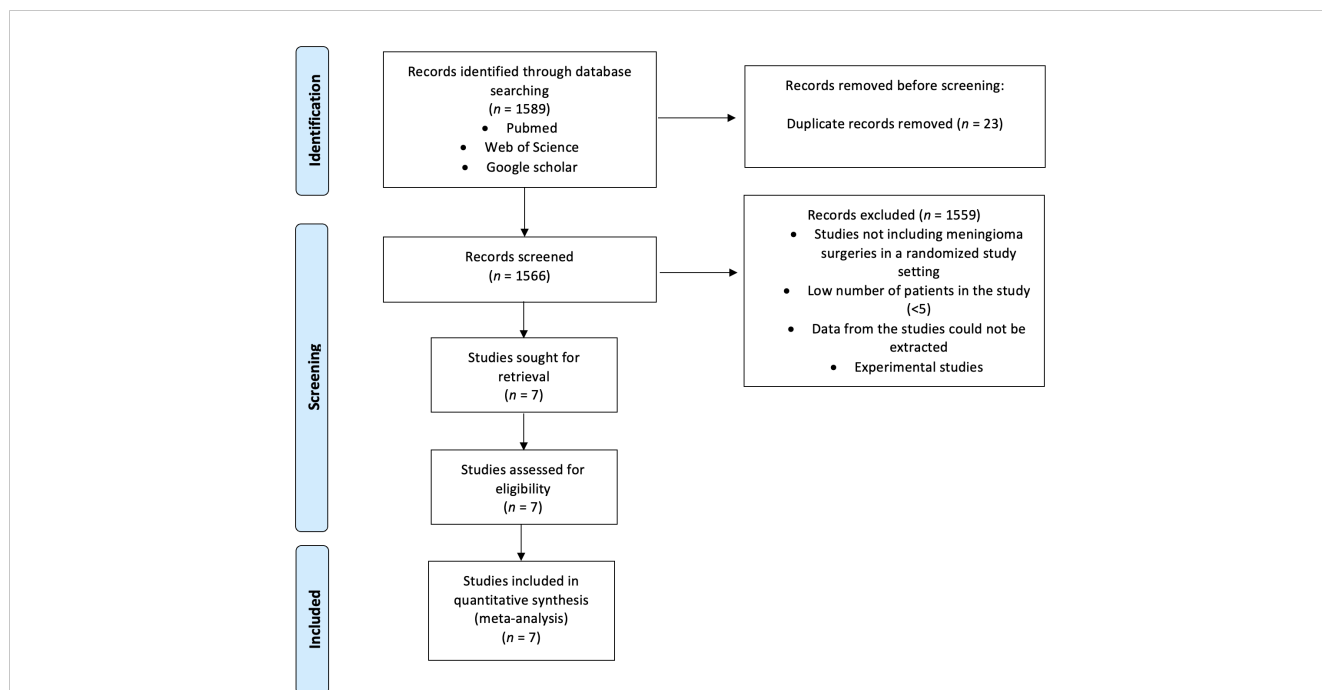 Identification
Records identified through database
searching
(n = 1589)
• Pubmed
• Web of Science
• Google scholar
Records removed before screening:
Duplicate records removed (n = 23)
Screening
Records screened
(n = 1566)
Records excluded (n = 1559)
• Studies not including meningioma
surgeries in a randomized study
setting
• Low number of patients in the study
(<5)
• Data from the studies could not be
extracted
• Experimental studies
Studies sought for
retrieval
(n = 7)
Studies assessed for
eligibility
(n = 7)
Included
Studies included in
quantitative synthesis
(meta-analysis)
(n = 7)